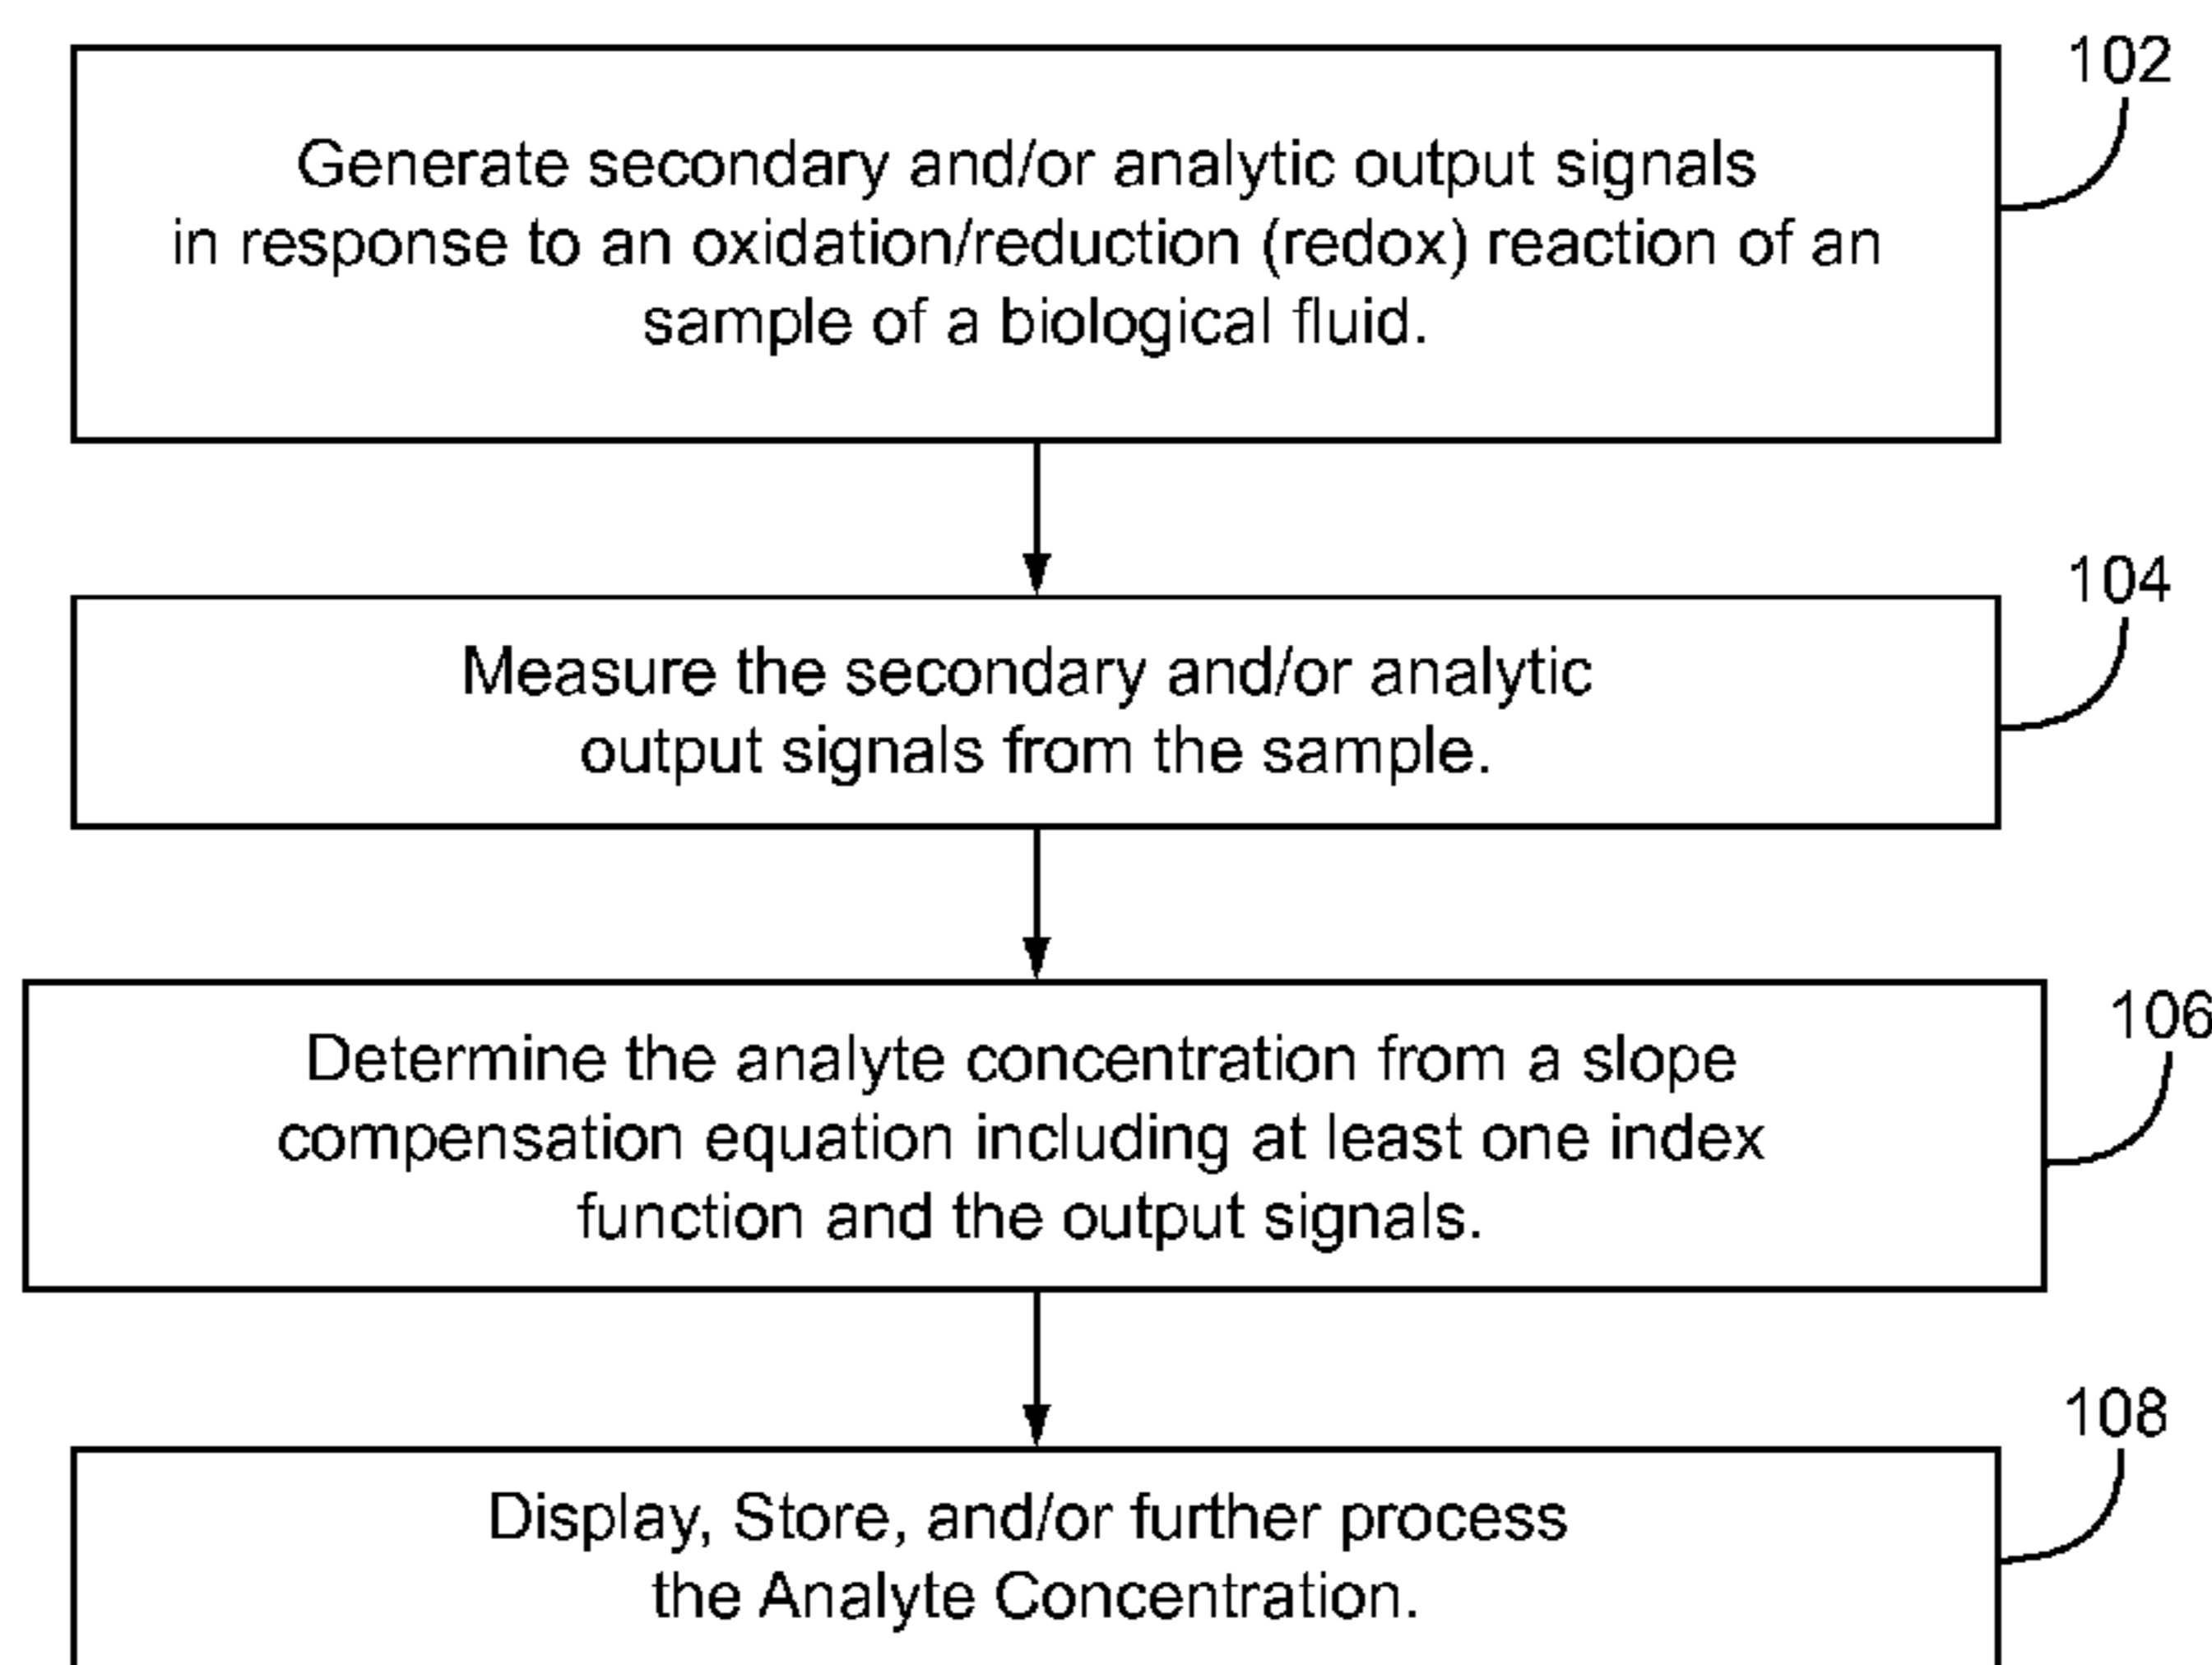 102
Generate secondary and/or analytic output signals
in response to an oxidation/reduction (redox) reaction of an
sample of a biological fluid.
104
Measure the secondary and/or analytic
output signals from the sample.
106
Determine the analyte concentration from a slope
compensation equation including at least one index
function and the output signals.
108
Display, Store, and/or further process
the Analyte Concentration.